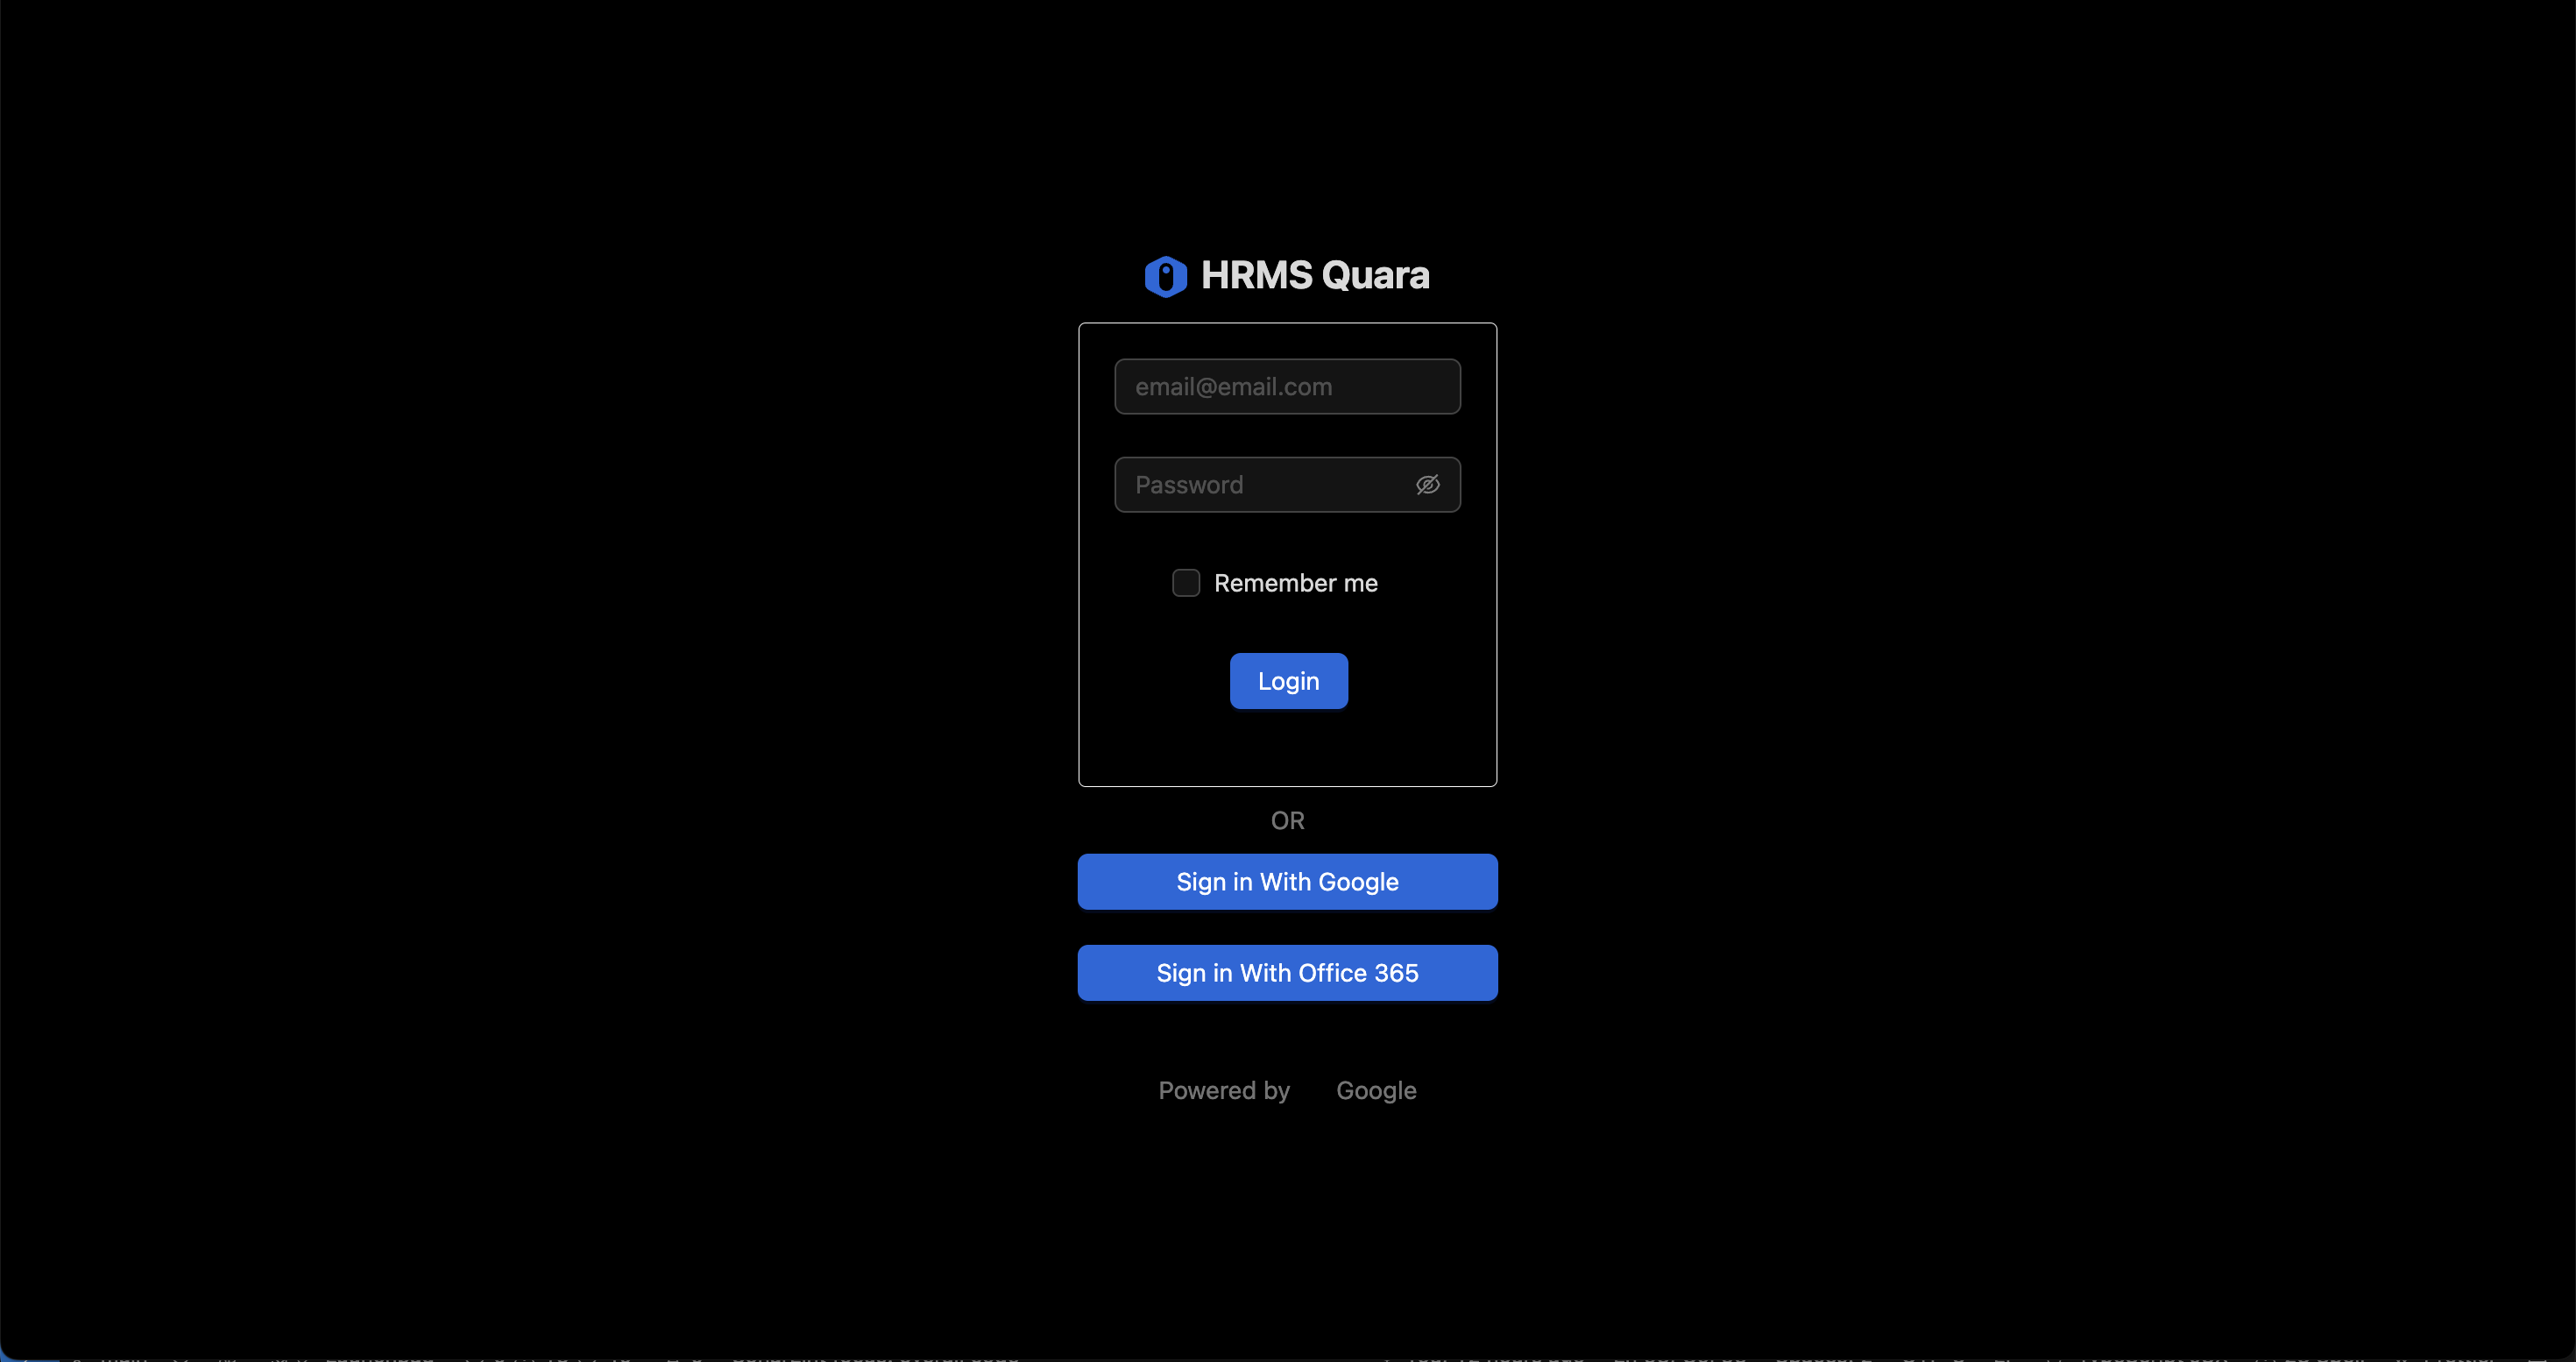 HRMS Quara
email@email.com
Password
Remember me
Login
OR
Sign in With Google
Sign in With Office 365
Powered by Google